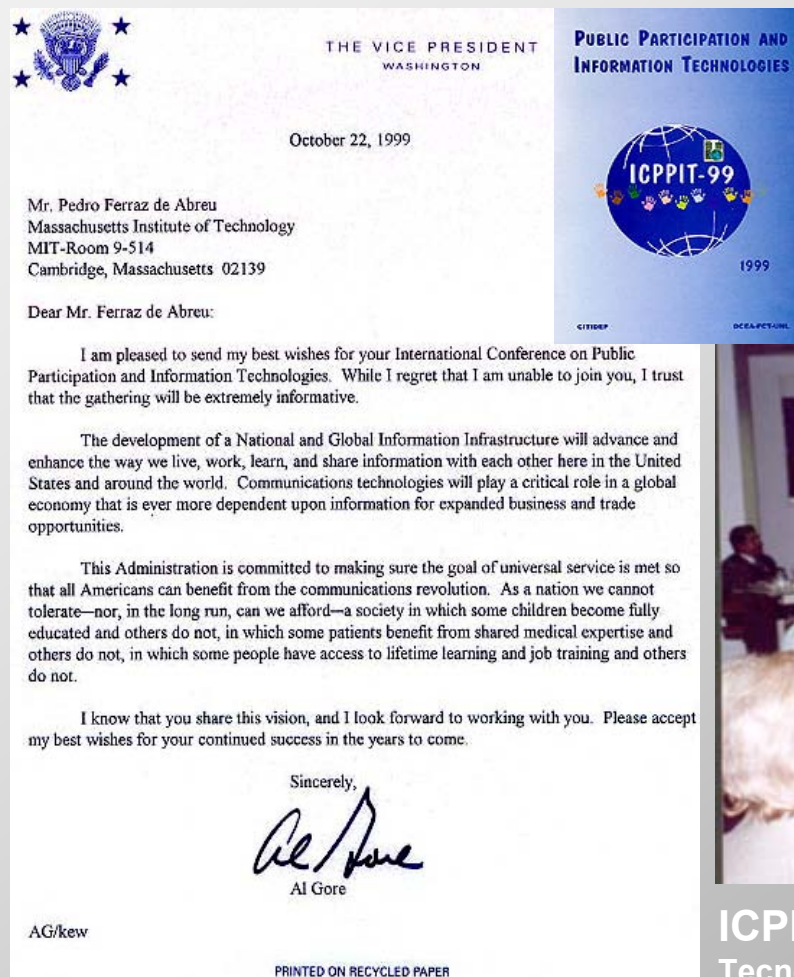 THE VICE PRESIDENT
WASHINGTON
October 22, 1999
Mr. Pedro Ferraz de Abreu
Massachusetts Institute of Technology
MIT-Room 9-514
Cambridge, Massachusetts 02139
Dear Mr. Ferraz de Abreu:
I am pleased to send my best wishes for your International Conference on Public
Participation and Information Technologies. While I regret that I am unable to join you, I trust
that the gathering will be extremely informative.
The development of a National and Global Information Infrastructure will advance and
enhance the way we live, work, learn, and share information with each other here in the United
States and around the world. Communications technologies will play a critical role in a global
economy that is ever more dependent upon information for expanded business and trade
opportunities.
This Administration is committed to making sure the goal of universal service is met so
that all Americans can benefit from the communications revolution. As a nation we cannot
tolerate—nor, in the long run, can we afford—a society in which some children become fully
educated and others do not, in which some patients benefit from shared medical expertise and
others do not, in which some people have access to lifetime learning and job training and others
do not.
I know that you share this vision, and I look forward to working with you. Please accept
my best wishes for your continued success in the years to come.
Sincerely,
Al Gore
Al Gore
AG/kew
PRINTED ON RECYCLED PAPER
PUBLIC PARTICIPATION AND
INFORMATION TECHNOLOGIES
ICPPIT-99
1999
CITIDEP DCEA-FCT-UNL
ICPI
Tecn